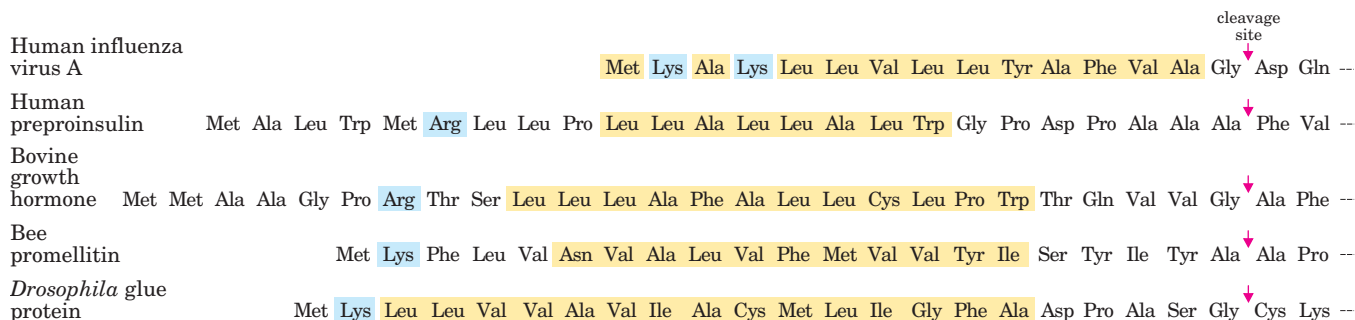 cleavage
site
Human influenza
virus A Met Lys Ala Lys Leu Leu Val Leu Leu Tyr Ala Phe Val Ala Gly Asp Gln ---
Human
preproinsulin Met Ala Leu Trp Met Arg Leu Leu Pro Leu Leu Ala Leu Leu Ala Leu Trp Gly Pro Asp Pro Ala Ala Ala Phe Val ---
Bovine
growth
hormone Met Met Ala Ala Gly Pro Arg Thr Ser Leu Leu Leu Ala Phe Ala Leu Leu Cys Leu Pro Trp Thr Gln Val Val Gly Ala Phe ---
Bee
promellitin Met Lys Phe Leu Val Asn Val Ala Leu Val Phe Met Val Val Tyr Ile Ser Tyr Ile Tyr Ala Ala Pro ---
Drosophila glue
protein Met Lys Leu Leu Val Val Ala Val Ile Ala Cys Met Leu Ile Gly Phe Ala Asp Pro Ala Ser Gly Cys Lys ---